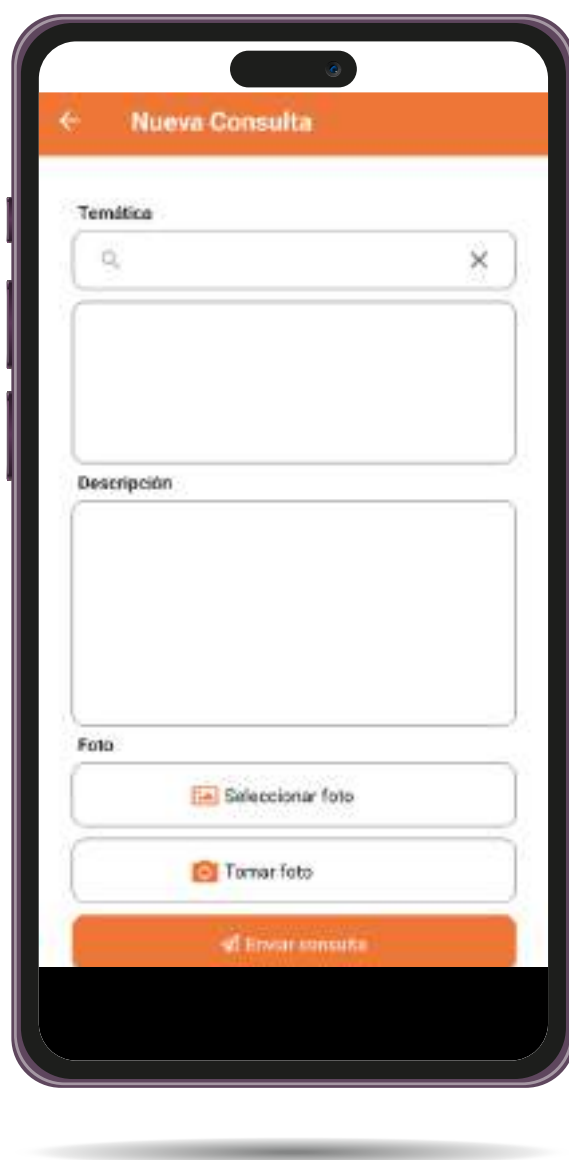 Nueva Consulta
Temática
Descripción
Foto
Seleccionar foto
Tomar foto
Enviar consulta